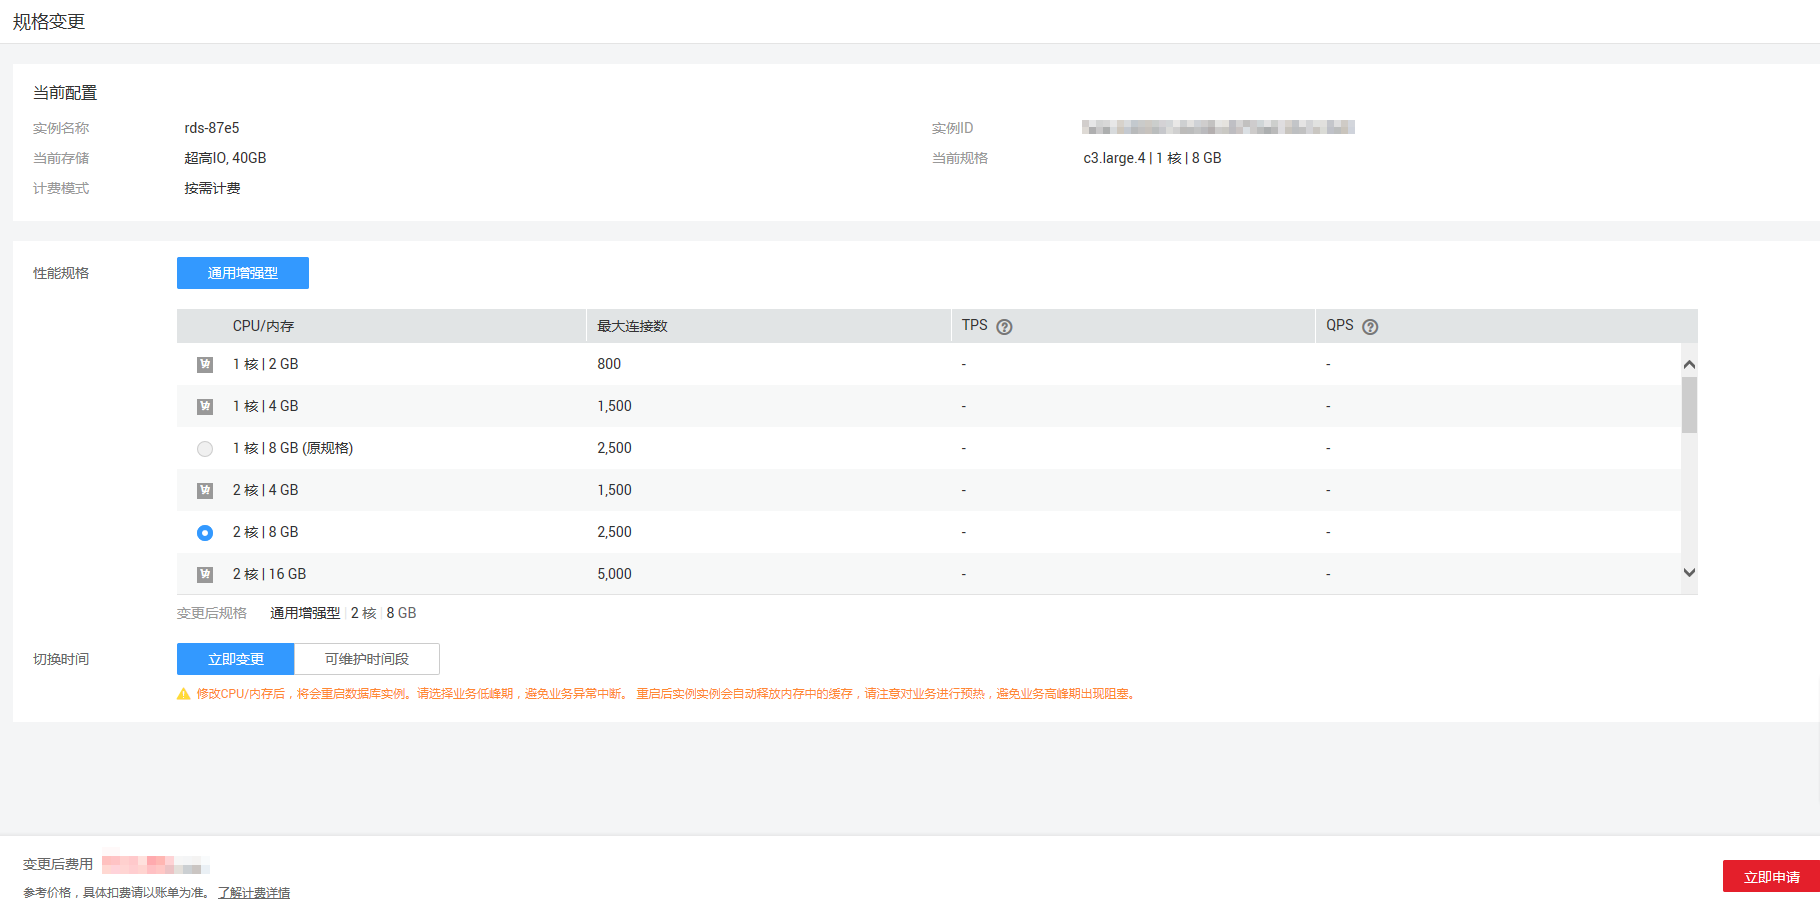 规格变更
当前配置
实例名称 rds-87e5 实例ID
当前存储 超高IO, 40GB 当前规格 c3.large.4 | 1 核 | 8 GB
计费模式 按需计费
性能规格 通用增强型
CPU/内存 最大连接数 TPS ? QPS ?
售罄 1 核 | 2 GB 800 - -
售罄 1 核 | 4 GB 1,500 - -
1 核 | 8 GB (原规格) 2,500 - -
售罄 2 核 | 4 GB 1,500 - -
2 核 | 8 GB 2,500 - -
售罄 2 核 | 16 GB 5,000 - -
变更后规格 通用增强型 | 2 核 | 8 GB
切换时间 立即变更 可维护时间段
修改CPU/内存后，将会重启数据库实例。请选择业务低峰期，避免业务异常中断。 重启后实例实例会自动释放内存中的缓存，请注意对业务进行预热，避免业务高峰期出现阻塞。
变更后费用
参考价格，具体扣费请以账单为准。 了解计费详情
立即申请